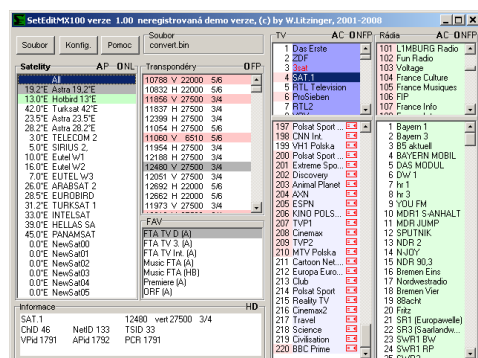 SetEditMX100 verze 1.00 neregistrovaná demo verze, (c) by W.Litzinger, 2001-2008
Soubor Konfig. Pomoc
Soubor
convert.bin
Satelity AP ONL
All
19.2°E Astra 19,2°E
13.0°E Hotbird 13°E
42.0°E Turksat 42°E
23.5°E Astra 23.5°E
28.2°E Astra 28.2°E
3.0°E TELECOM 2
5.0°E SIRIUS 2,
10.0°E Eutel W1
16.0°E Eutel W2
7.0°E EUTEL W3
26.0°E ARABSAT 2
28.5°E EUROBIRD
31.2°E TURKSAT 1
33.0°E INTELSAT
39.0°E HELLAS SA
45.0°E PANAMSAT
0.0°E NewSat00
0.0°E NewSat01
0.0°E NewSat02
0.0°E NewSat03
0.0°E NewSat04
0.0°E NewSat05
Transpondéry OFP
10788 V 22000 5/6
10832 H 22000 5/6
11856 V 27500 3/4
11837 H 27500 3/4
12399 H 27500 3/4
11054 H 27500 5/6
11060 V 6510 5/6
11954 H 27500 3/4
12188 H 27500 3/4
12480 V 27500 3/4
12051 V 27500 3/4
12692 H 22000 5/6
12662 H 22000 5/6
11973 V 27500 3/4
FAV
FTA TV D (A)
FTA TV 3. (A)
FTA TV Int. (A)
Music FTA (A)
Music FTA (HB)
Premiere (A)
ORF (A)
Informace HD
SAT.1 12480 vert 27500 3/4
ChID 46 NetID 133 TSID 33
VPid 1791 APid 1792 PCR 1791
TV AC ONFP
1 Das Erste
2 ZDF
3 3sat
4 SAT.1
5 RTL Television
6 ProSieben
7 RTL2
197 Polsat Sport ...
198 CNN Int.
199 VH1 Polska
200 Polsat Sport ...
201 Extreme Spo...
202 Discovery
203 Animal Planet
204 AXN
205 ESPN
206 KINO POLS...
207 TVP1
208 Cinemax
209 TVP2
210 MTV Polska
211 Cartoon Net...
212 Europa Euro...
213 Club
214 Polsat Sport
215 Reality TV
216 Cinemax2
217 Travel
218 Science
219 Civilisation
220 BBC Prime
Rádia AC ONFP
101 L1MBURG Radio
102 Fun Radio
103 Voltage
104 France Culture
105 France Musiques
106 FIP
107 France Info
1 Bayern 1
2 Bayern 3
3 B5 aktuell
4 BAYERN MOBIL
5 DAS MODUL
6 DW 1
7 hr 1
8 hr 3
9 YOU FM
10 MDR1 S-ANHALT
11 MDR JUMP
12 SPUTNIK
13 NDR 2
14 N-JOY
15 NDR 90,3
16 Bremen Eins
17 Nordwestradio
18 Bremen Vier
19 88acht
20 Fritz
21 SR1 (Europawelle)
22 SR3 (Saarlandw...
23 SWR1 BW
24 SWR1 RP